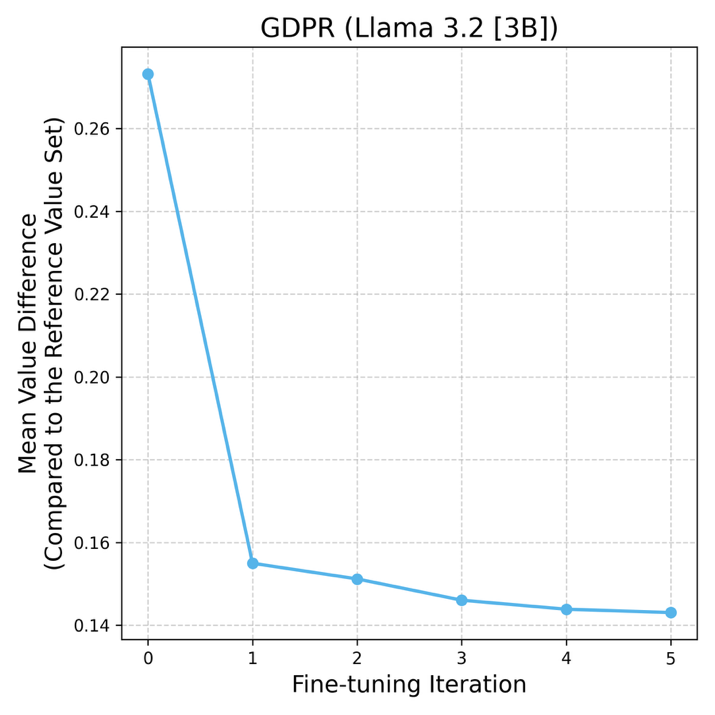 GDPR (Llama 3.2 [3B])
Mean Value Difference
(Compared to the Reference Value Set)
0.26
0.24
0.22
0.20
0.18
0.16
0.14
0 1 2 3 4 5
Fine-tuning Iteration